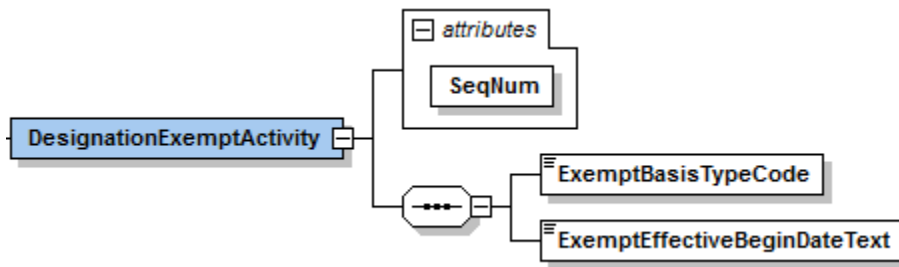 attributes
SeqNum
DesignationExemptActivity
ExemptBasisTypeCode
ExemptEffectiveBeginDateText